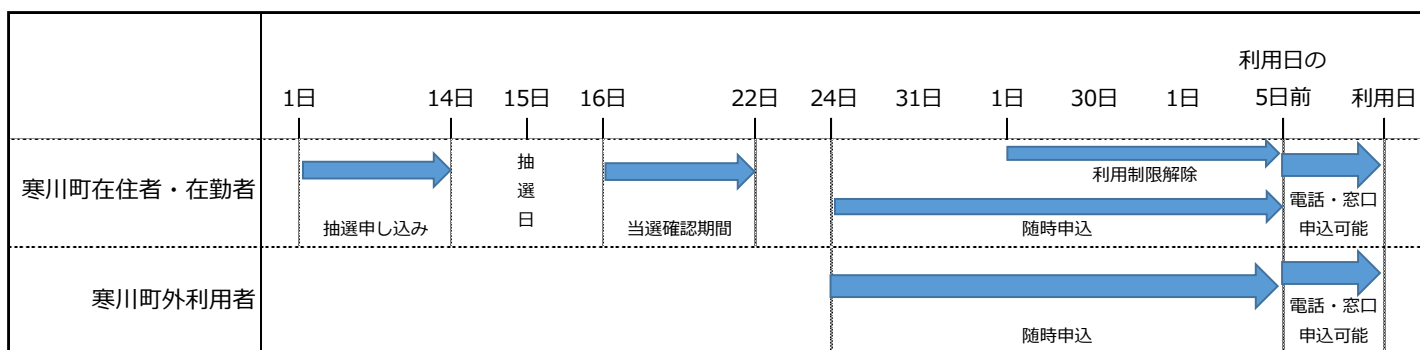 利用日の
1日 14日 15日 16日 22日 24日 31日 1日 30日 1日 5日前 利用日
寒川町在住者・在勤者
抽選申し込み
抽
選
日
当選確認期間
利用制限解除
随時申込
電話・窓口
申込可能
寒川町外利用者
随時申込
電話・窓口
申込可能